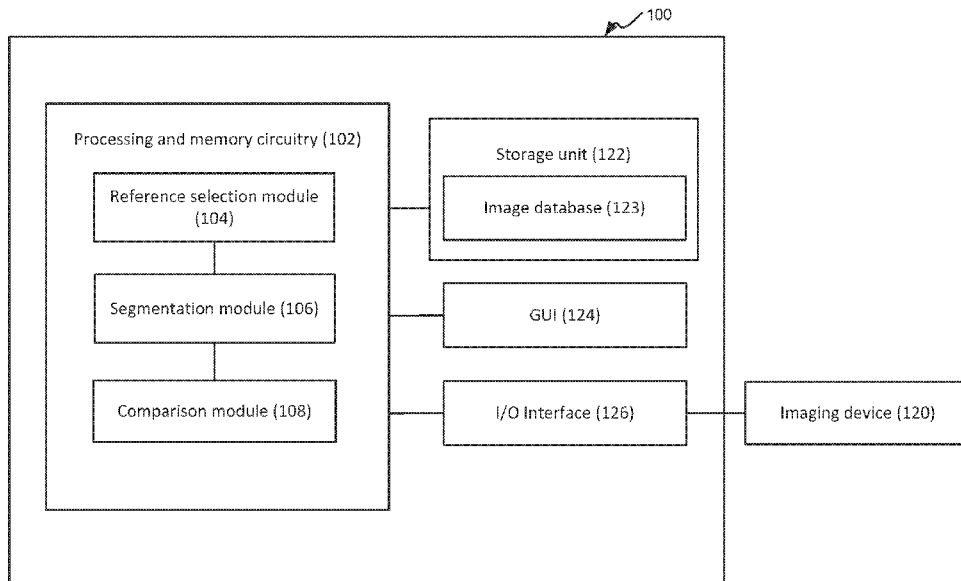 100
Processing and memory circuitry (102)
Reference selection module
(104)
Segmentation module (106)
Comparison module (108)
Storage unit (122)
Image database (123)
GUI (124)
I/O Interface (126)
Imaging device (120)